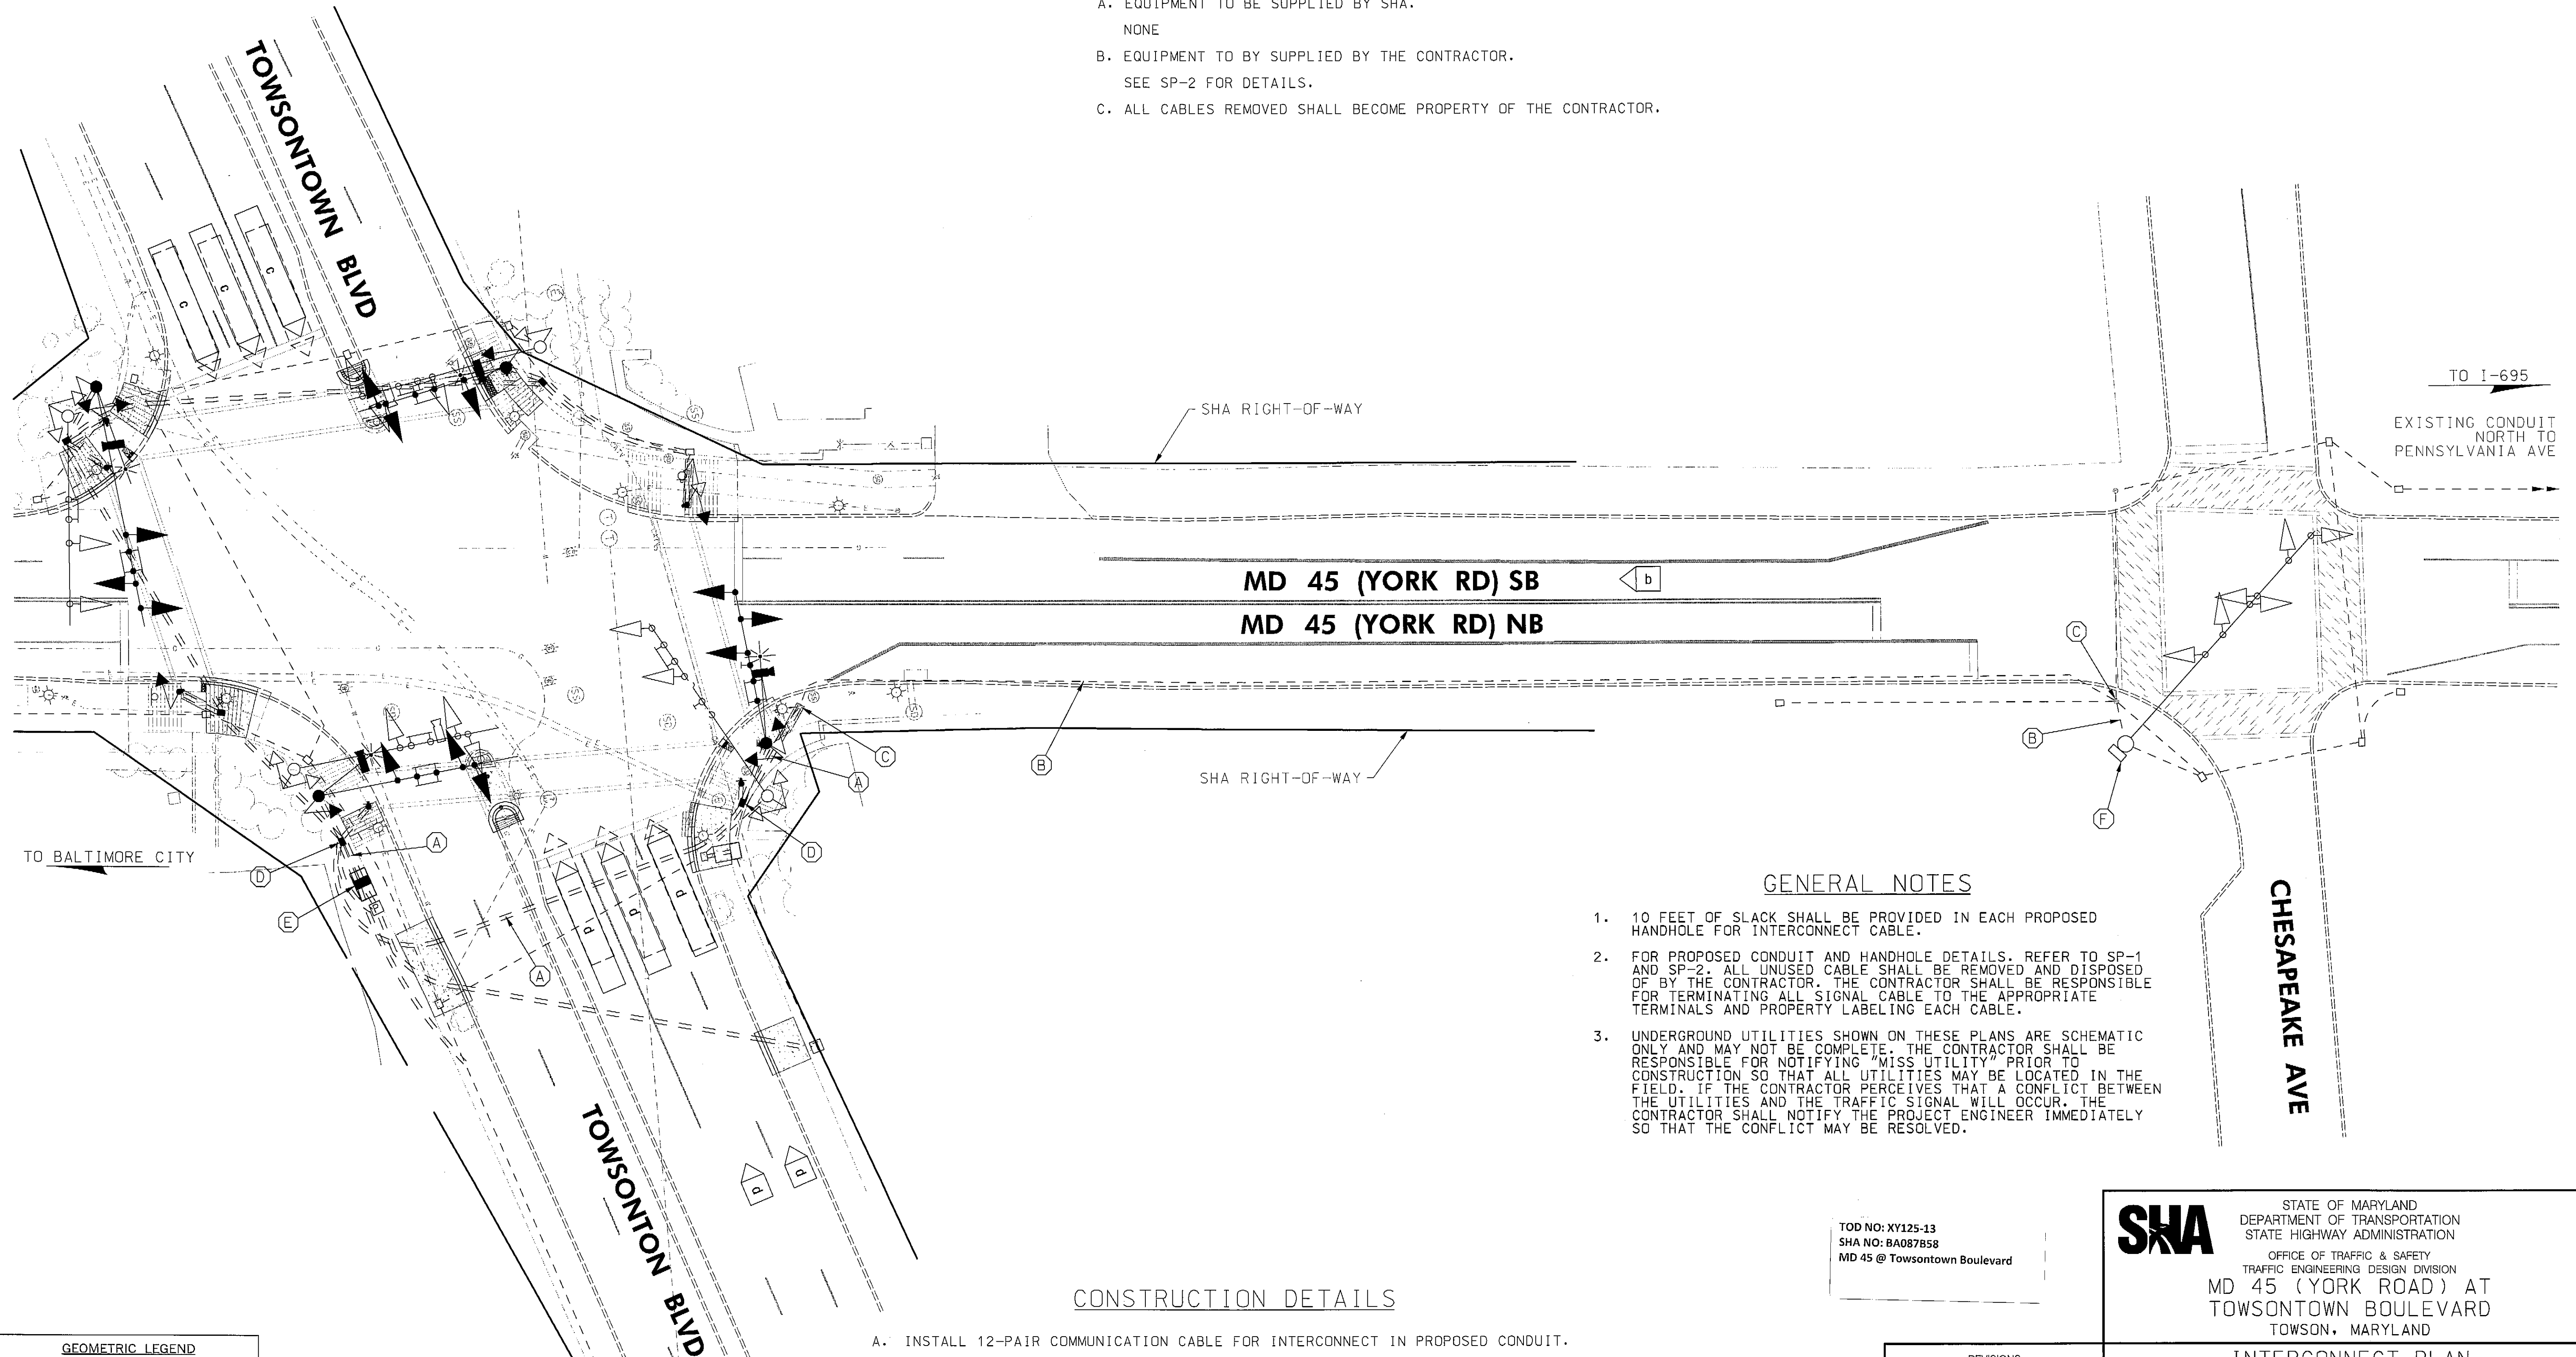 A. EQUIPMENT TO BE SUPPLIED BY SHA.
NONE
B. EQUIPMENT TO BY SUPPLIED BY THE CONTRACTOR.
SEE SP-2 FOR DETAILS.
C. ALL CABLES REMOVED SHALL BECOME PROPERTY OF THE CONTRACTOR.
TOWSONTOWN BLVD
C
C
C
TO I-695
EXISTING CONDUIT
NORTH TO
PENNSYLVANIA AVE
SHA RIGHT-OF-WAY
MD 45 (YORK RD) SB
b
MD 45 (YORK RD) NB
C
B
F
C
A
B
SHA RIGHT-OF-WAY
D
A
D
E
A
TO BALTIMORE CITY
d
d
d
d
d
CHESAPEAKE AVE
TOWSONTON BLVD
GENERAL NOTES
1. 10 FEET OF SLACK SHALL BE PROVIDED IN EACH PROPOSED
HANDHOLE FOR INTERCONNECT CABLE.
2. FOR PROPOSED CONDUIT AND HANDHOLE DETAILS. REFER TO SP-1
AND SP-2. ALL UNUSED CABLE SHALL BE REMOVED AND DISPOSED
OF BY THE CONTRACTOR. THE CONTRACTOR SHALL BE RESPONSIBLE
FOR TERMINATING ALL SIGNAL CABLE TO THE APPROPRIATE
TERMINALS AND PROPERTY LABELING EACH CABLE.
3. UNDERGROUND UTILITIES SHOWN ON THESE PLANS ARE SCHEMATIC
ONLY AND MAY NOT BE COMPLETE. THE CONTRACTOR SHALL BE
RESPONSIBLE FOR NOTIFYING "MISS UTILITY" PRIOR TO
CONSTRUCTION SO THAT ALL UTILITIES MAY BE LOCATED IN THE
FIELD. IF THE CONTRACTOR PERCEIVES THAT A CONFLICT BETWEEN
THE UTILITIES AND THE TRAFFIC SIGNAL WILL OCCUR. THE
CONTRACTOR SHALL NOTIFY THE PROJECT ENGINEER IMMEDIATELY
SO THAT THE CONFLICT MAY BE RESOLVED.
TOD NO: XY125-13
SHA NO: BA087B58
MD 45 @ Towsontown Boulevard
SHA
STATE OF MARYLAND
DEPARTMENT OF TRANSPORTATION
STATE HIGHWAY ADMINISTRATION
OFFICE OF TRAFFIC & SAFETY
TRAFFIC ENGINEERING DESIGN DIVISION
MD 45 (YORK ROAD) AT
TOWSONTOWN BOULEVARD
TOWSON, MARYLAND
INTERCONNECT PLAN
REVISIONS
CONSTRUCTION DETAILS
A. INSTALL 12-PAIR COMMUNICATION CABLE FOR INTERCONNECT IN PROPOSED CONDUIT.
GEOMETRIC LEGEND